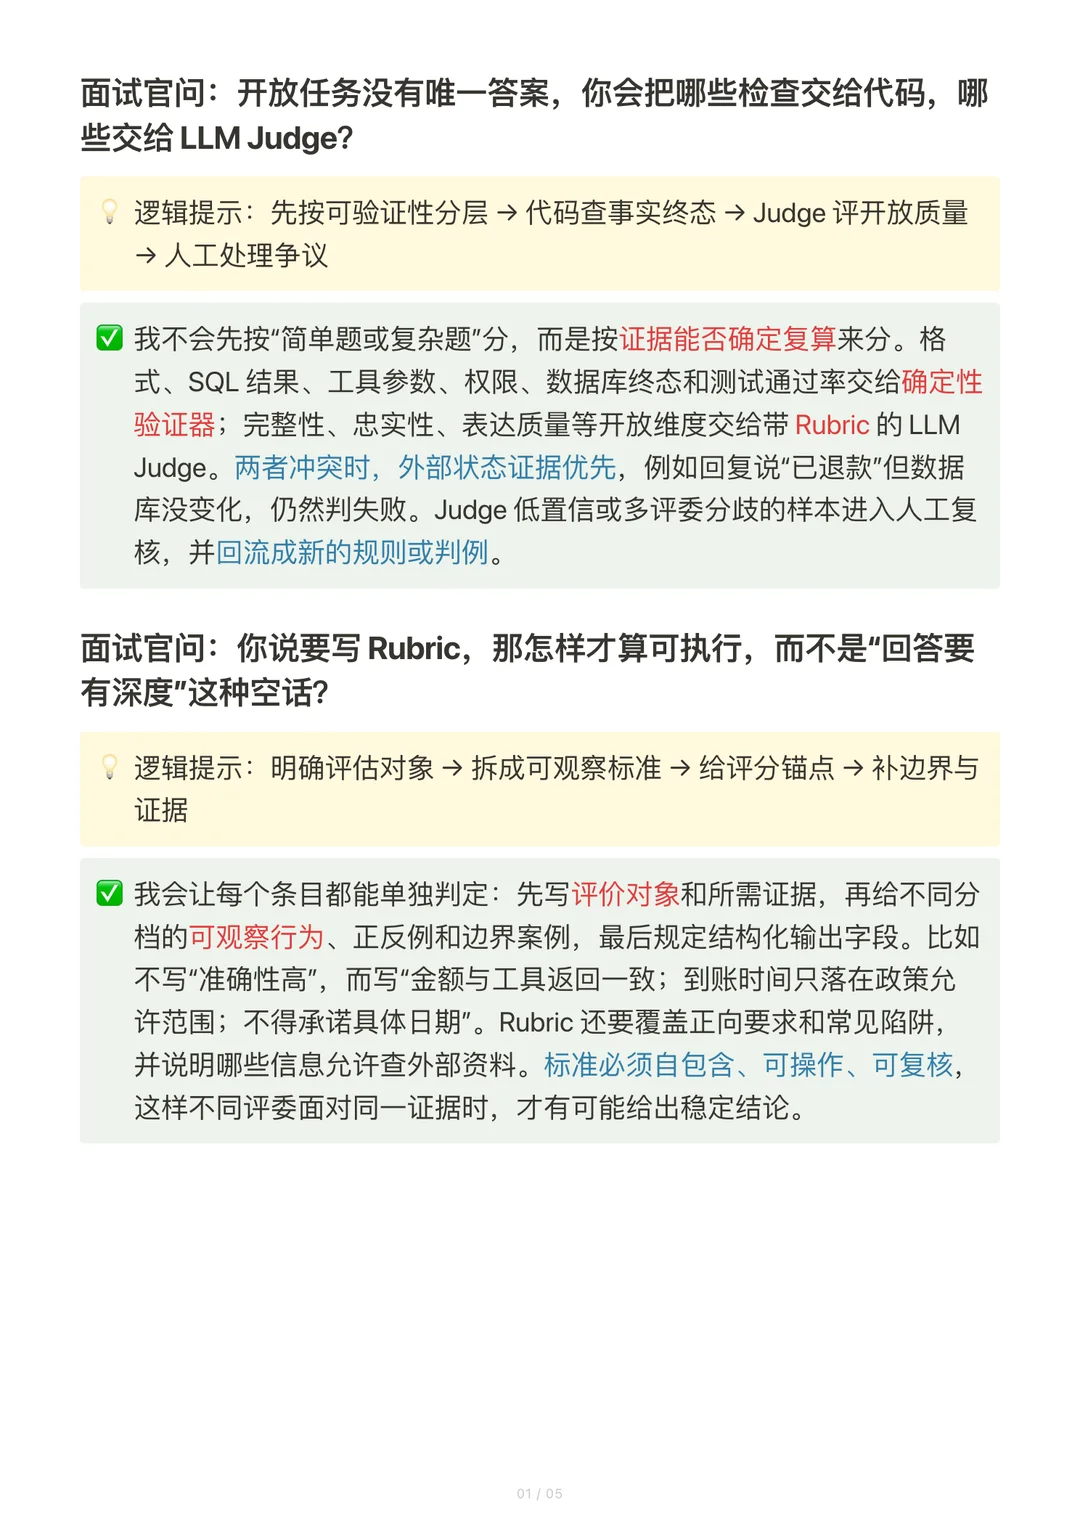 面试官问：开放任务没有唯一答案，你会把哪些检查交给代码，哪
些交给 LLM Judge？
💡 逻辑提示：先按可验证性分层 → 代码查事实终态 → Judge 评开放质量
→ 人工处理争议
✅ 我不会先按“简单题或复杂题”分，而是按证据能否确定复算来分。格
式、SQL 结果、工具参数、权限、数据库终态和测试通过率交给确定性
验证器；完整性、忠实性、表达质量等开放维度交给带 Rubric 的 LLM
Judge。两者冲突时，外部状态证据优先，例如回复说“已退款”但数据
库没变化，仍然判失败。Judge 低置信或多评委分歧的样本进入人工复
核，并回流成新的规则或判例。
面试官问：你说要写 Rubric，那怎样才算可执行，而不是“回答要
有深度”这种空话？
💡 逻辑提示：明确评估对象 → 拆成可观察标准 → 给评分锚点 → 补边界与
证据
✅ 我会让每个条目都能单独判定：先写评价对象和所需证据，再给不同分
档的可观察行为、正反例和边界案例，最后规定结构化输出字段。比如
不写“准确性高”，而写“金额与工具返回一致；到账时间只落在政策允
许范围；不得承诺具体日期”。Rubric 还要覆盖正向要求和常见陷阱，
并说明哪些信息允许查外部资料。标准必须自包含、可操作、可复核，
这样不同评委面对同一证据时，才有可能给出稳定结论。
01 / 05